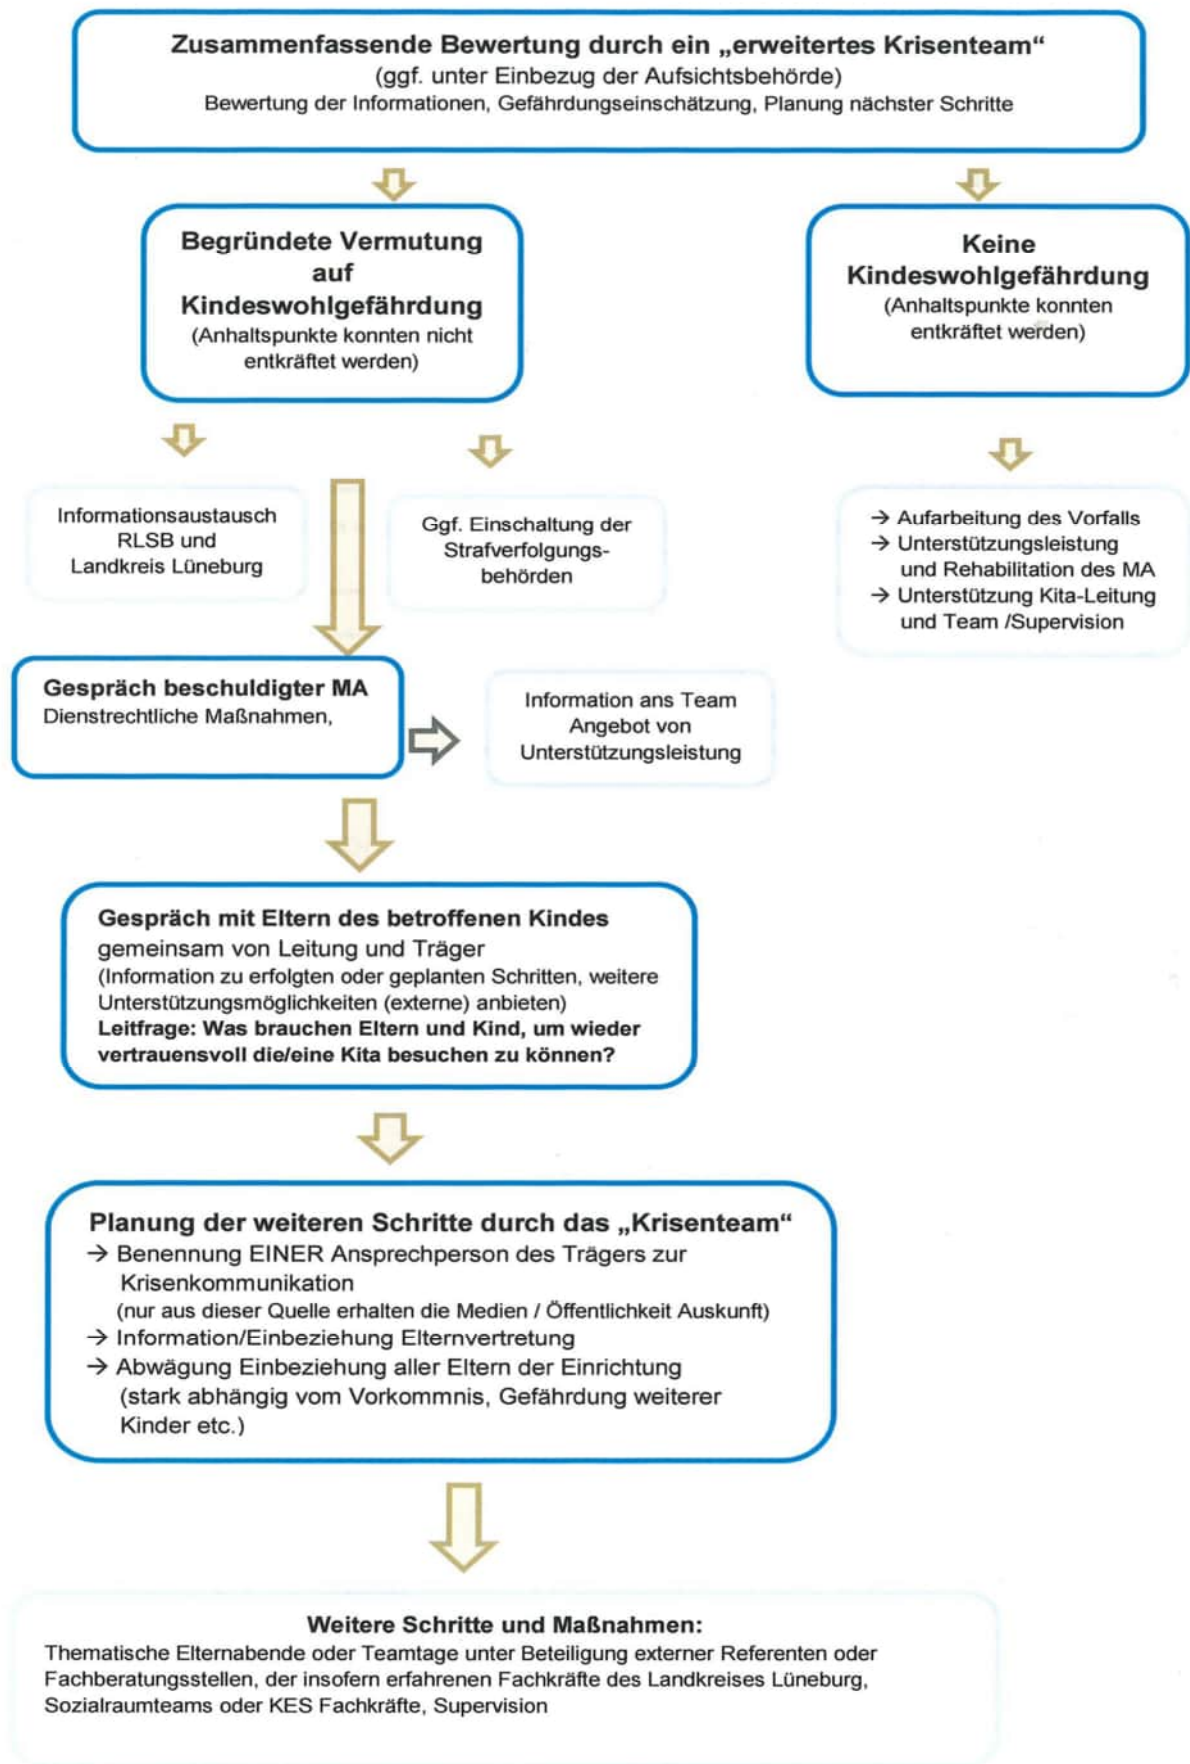 Zusammenfassende Bewertung durch ein „erweitertes Krisenteam“
(ggf. unter Einbezug der Aufsichtsbehörde)
Bewertung der Informationen, Gefährdungseinschätzung, Planung nächster Schritte
Begründete Vermutung
auf
Kindeswohlgefährdung
(Anhaltspunkte konnten nicht
entkräftet werden)
Keine
Kindeswohlgefährdung
(Anhaltspunkte konnten
entkräftet werden)
Informationsaustausch
RLSB und
Landkreis Lüneburg
Ggf. Einschaltung der
Strafverfolgungs-
behörden
→ Aufarbeitung des Vorfalls
→ Unterstützungsleistung
und Rehabilitation des MA
→ Unterstützung Kita-Leitung
und Team /Supervision
Gespräch beschuldigter MA
Dienstrechtliche Maßnahmen,
Information ans Team
Angebot von
Unterstützungsleistung
Gespräch mit Eltern des betroffenen Kindes
gemeinsam von Leitung und Träger
(Information zu erfolgten oder geplanten Schritten, weitere
Unterstützungsmöglichkeiten (externe) anbieten)
Leitfrage: Was brauchen Eltern und Kind, um wieder
vertrauensvoll die/eine Kita besuchen zu können?
Planung der weiteren Schritte durch das „Krisenteam“
→ Benennung EINER Ansprechperson des Trägers zur
Krisenkommunikation
(nur aus dieser Quelle erhalten die Medien / Öffentlichkeit Auskunft)
→ Information/Einbeziehung Elternvertretung
→ Abwägung Einbeziehung aller Eltern der Einrichtung
(stark abhängig vom Vorkommnis, Gefährdung weiterer
Kinder etc.)
Weitere Schritte und Maßnahmen:
Thematische Elternabende oder Teamtage unter Beteiligung externer Referenten oder
Fachberatungsstellen, der insofern erfahrenen Fachkräfte des Landkreises Lüneburg,
Sozialraumteams oder KES Fachkräfte, Supervision